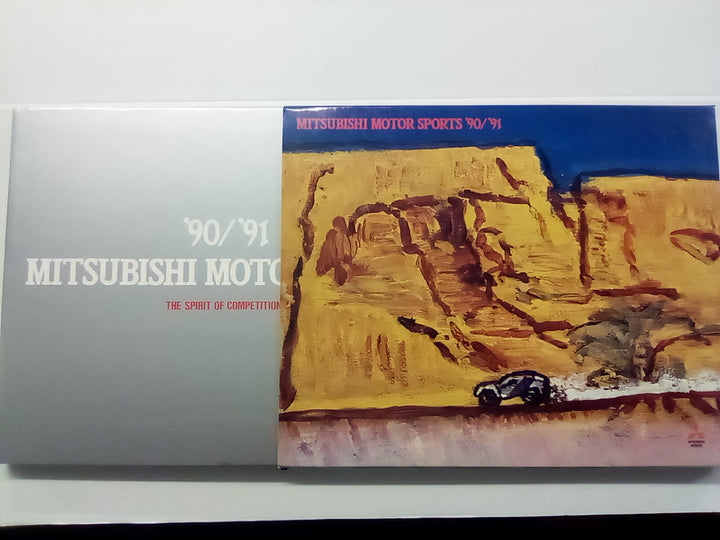 '90/'91
MITSUBISHI MOTO
THE SPIRIT OF COMPETITION
MITSUBISHI MOTOR SPORTS '90/'91